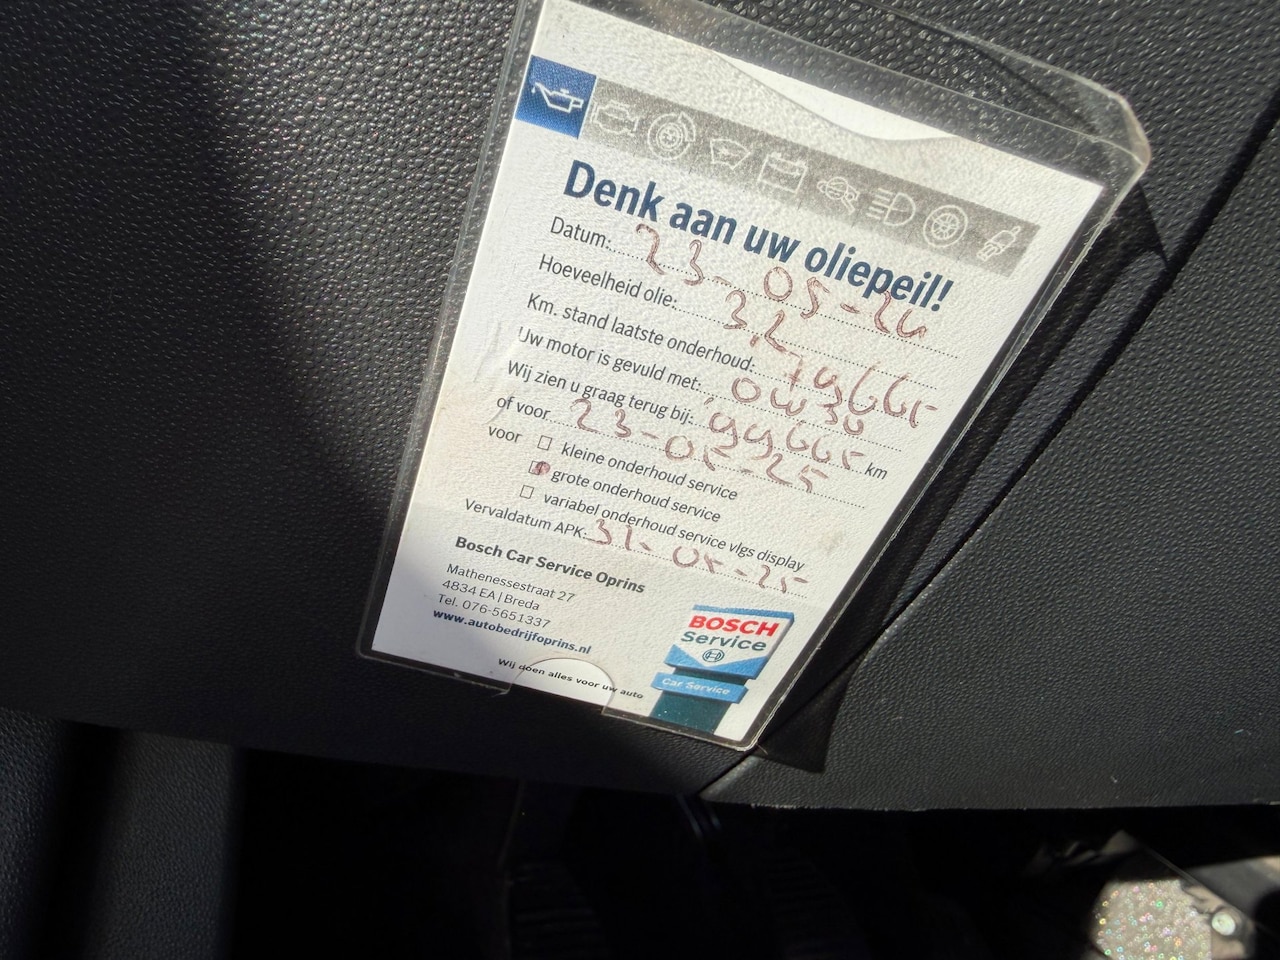 Denk aan uw oliepeil!
Datum: 23-05-24
Hoeveelheid olie: 3,2
Km. stand laatste onderhoud: 79665
Uw motor is gevuld met: 0W30
Wij zien u graag terug bij: 99665 km
of voor 23-05-25
voor
kleine onderhoud service
grote onderhoud service
variabel onderhoud service vlgs display
Vervaldatum APK: 31-05-25
Bosch Car Service Oprins
Mathenessestraat 27
4834 EA | Breda
Tel. 076-5651337
www.autobedrijfoprins.nl
Wij doen alles voor uw auto
BOSCH
Service
Car Service